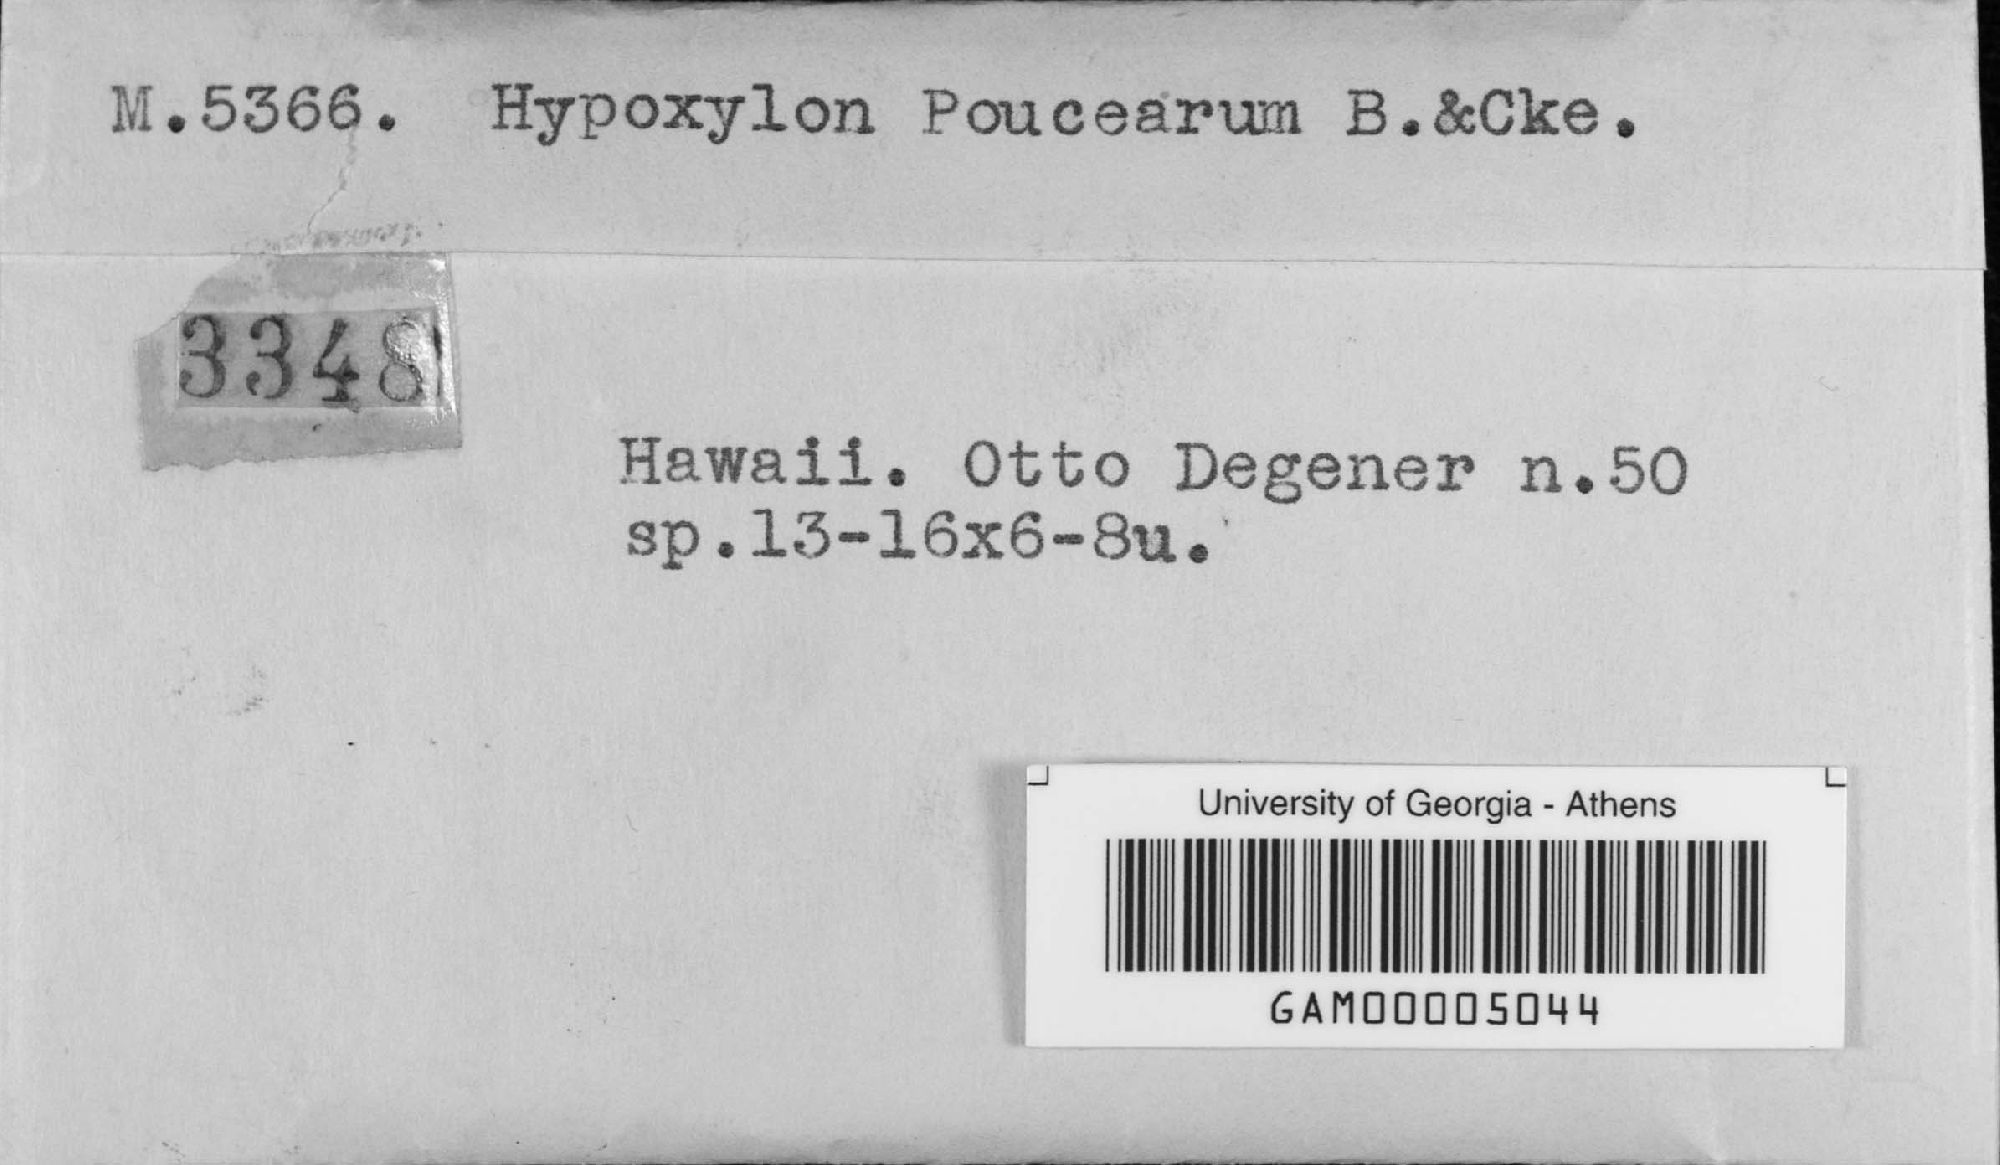 M.5366. Hypoxylon Poucearum B.&Cke.
3348
Hawaii. Otto Degener n.50
sp.13-16x6-8u.
University of Georgia - Athens
GAM00005044